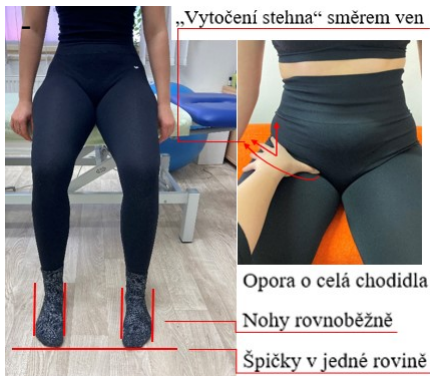 „Vytočení stehna“ směrem ven
Opora o celá chodidla
Nohy rovnoběžně
Špičky v jedné rovině